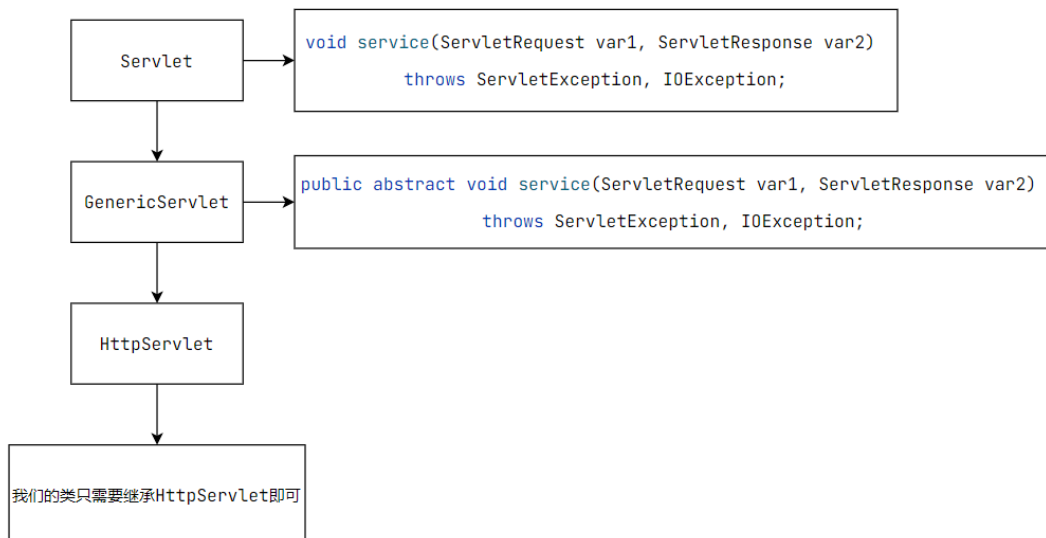 Servlet
void service(ServletRequest var1, ServletResponse var2)
throws ServletException, IOException;
GenericServlet
public abstract void service(ServletRequest var1, ServletResponse var2)
throws ServletException, IOException;
HttpServlet
我们的类只需要继承HttpServlet即可